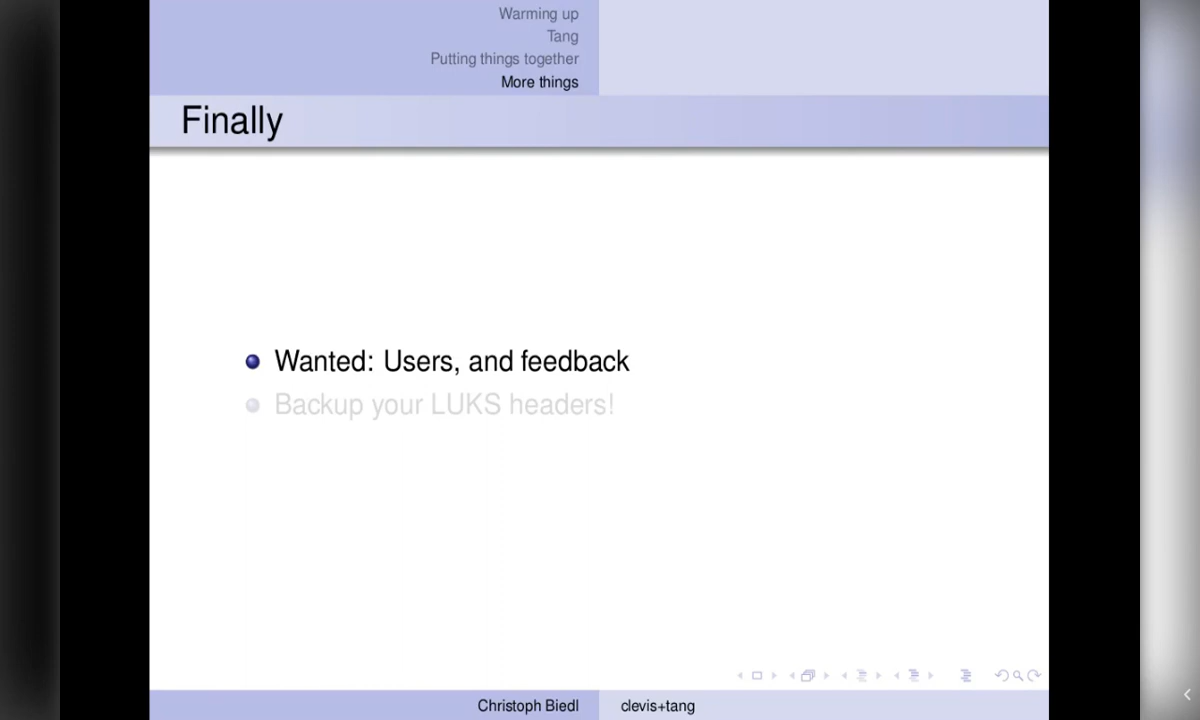 Warming up
Tang
Putting things together
More things
Finally
Wanted: Users, and feedback
Backup your LUKS headers!
Christoph Biedl
clevis+tang